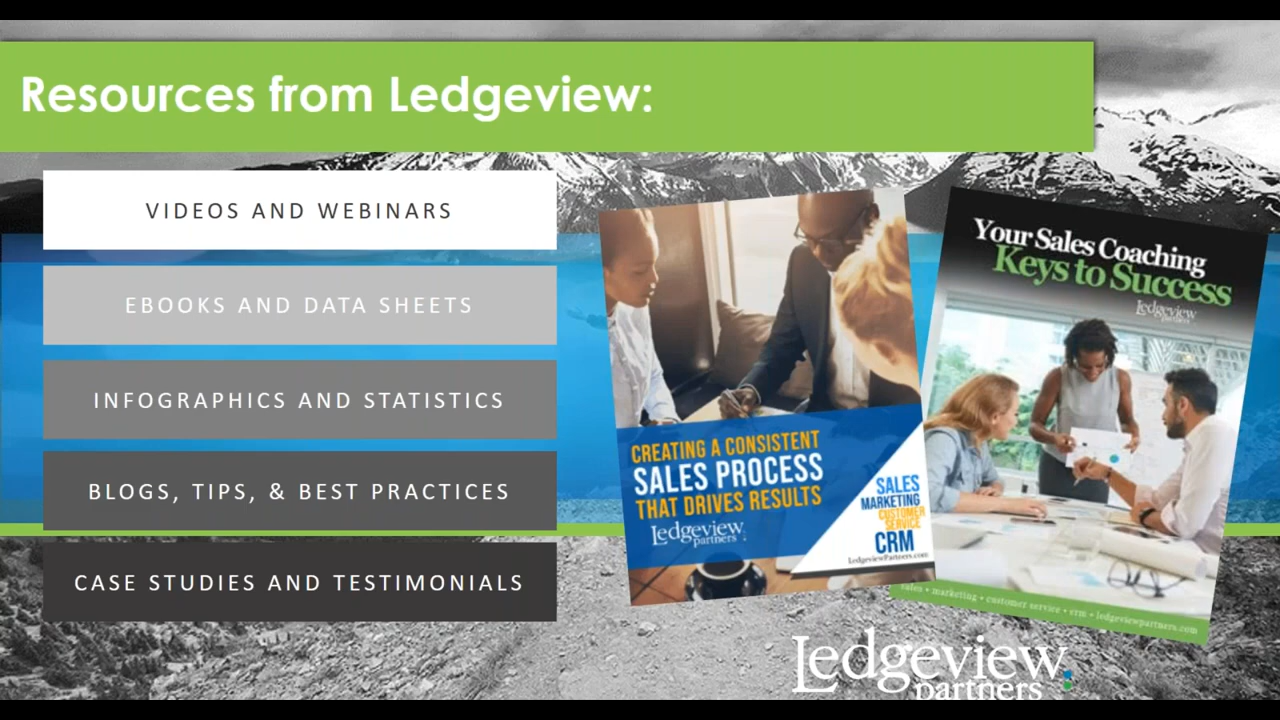 Resources from Ledgeview:
VIDEOS AND WEBINARS
EBOOKS AND DATA SHEETS
INFOGRAPHICS AND STATISTICS
BLOGS, TIPS, & BEST PRACTICES
CASE STUDIES AND TESTIMONIALS
CREATING A CONSISTENT
SALES PROCESS
THAT DRIVES RESULTS
Ledgeview
partners
SALES
MARKETING
CUSTOMER
SERVICE
CRM
LedgeviewPartners.com
Your Sales Coaching
Keys to Success
Ledgeview
partners
sales • marketing • customer service • crm • ledgeviewpartners.com
Ledgeview
partners